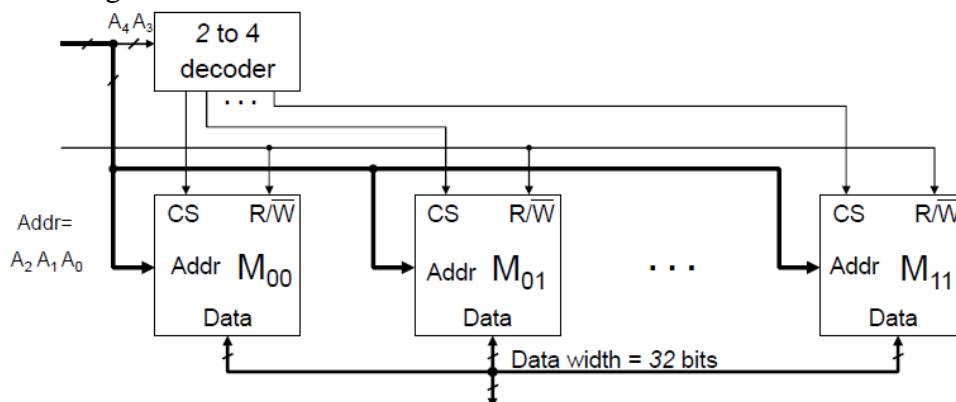 A₄ A₃
2 to 4
decoder
. . .
CS R/W̅
CS R/W̅
CS R/W̅
Addr=
A₂ A₁ A₀
Addr M₀₀
Addr M₀₁
. . .
Addr M₁₁
Data
Data
Data
Data width = 32 bits